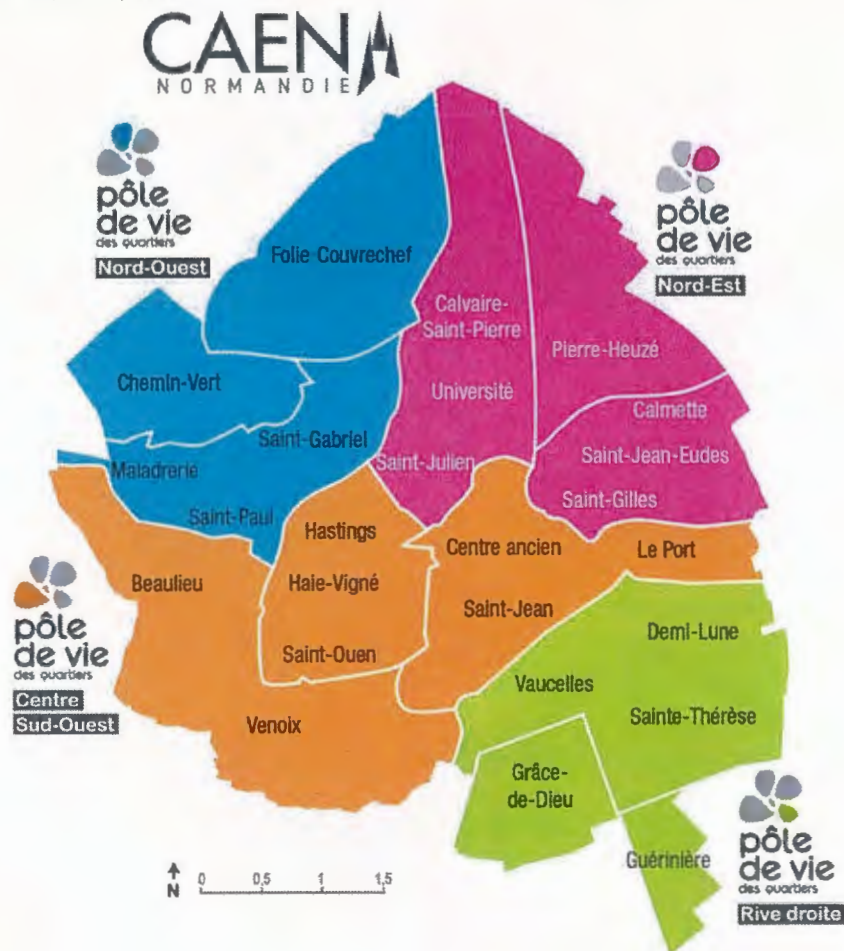 CAEN
NORMANDIE
pôle
de vie
des quartiers
Nord-Ouest
pôle
de vie
des quartiers
Nord-Est
Folie Couvrechef
Calvaire-
Saint-Pierre
Pierre-Heuzé
Chemin-Vert
Université
Calmette
Saint-Gabriel
Saint-Jean-Eudes
Maladrerie
Saint-Julien
Saint-Gilles
Saint-Paul
Hastings
Centre ancien
Le Port
Beaulieu
Haie-Vigné
Saint-Jean
pôle
de vie
des quartiers
Centre
Sud-Ouest
Demi-Lune
Saint-Ouen
Vaucelles
Venoix
Sainte-Thérèse
Grâce-
de-Dieu
Guérinière
pôle
de vie
des quartiers
Rive droite
N
0 0,5 1 1,5